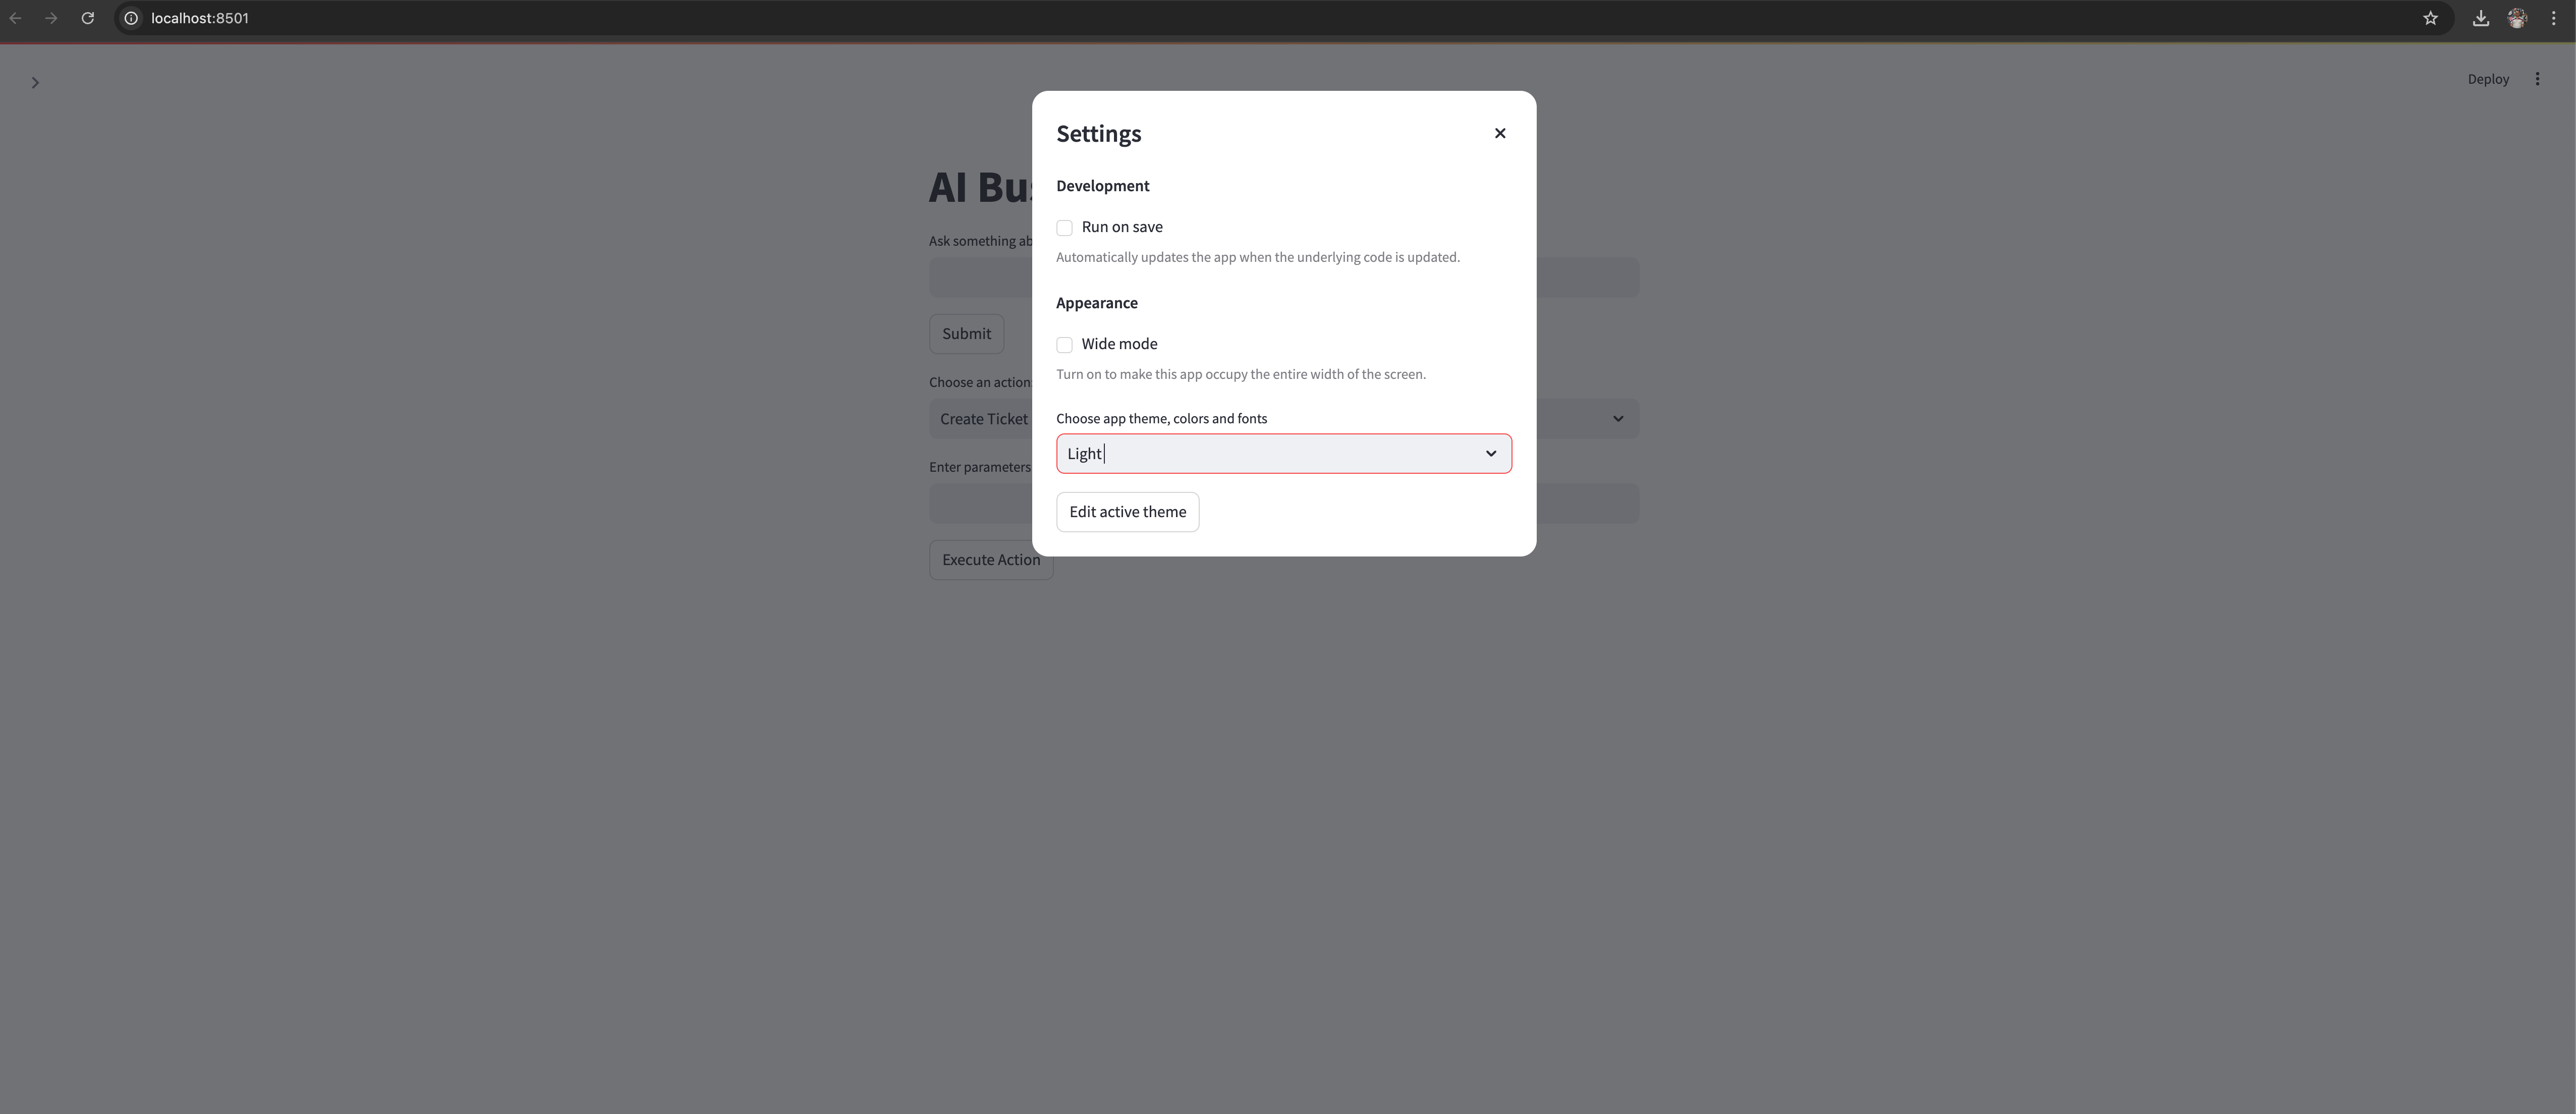 localhost:8501
Deploy
Settings
Development
Run on save
Automatically updates the app when the underlying code is updated.
Appearance
Wide mode
Turn on to make this app occupy the entire width of the screen.
Choose app theme, colors and fonts
Light
Edit active theme
AI
Ask something
Submit
Choose an action
Create Ticket
Enter parameters
Execute Action